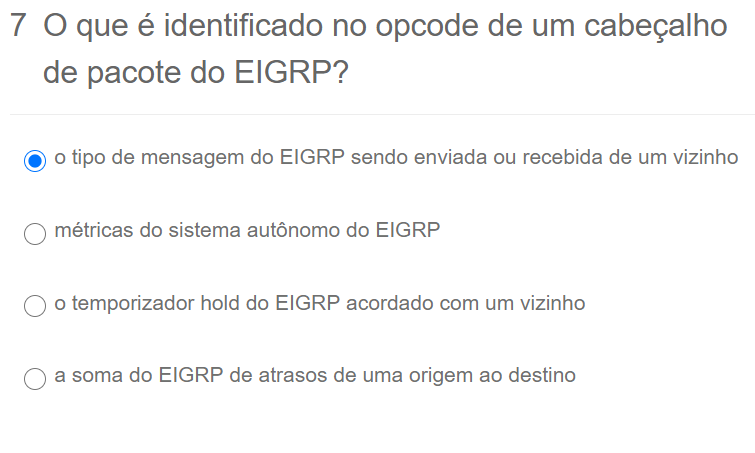 7 O que é identificado no opcode de um cabeçalho
de pacote do EIGRP?
o tipo de mensagem do EIGRP sendo enviada ou recebida de um vizinho
métricas do sistema autônomo do EIGRP
o temporizador hold do EIGRP acordado com um vizinho
a soma do EIGRP de atrasos de uma origem ao destino